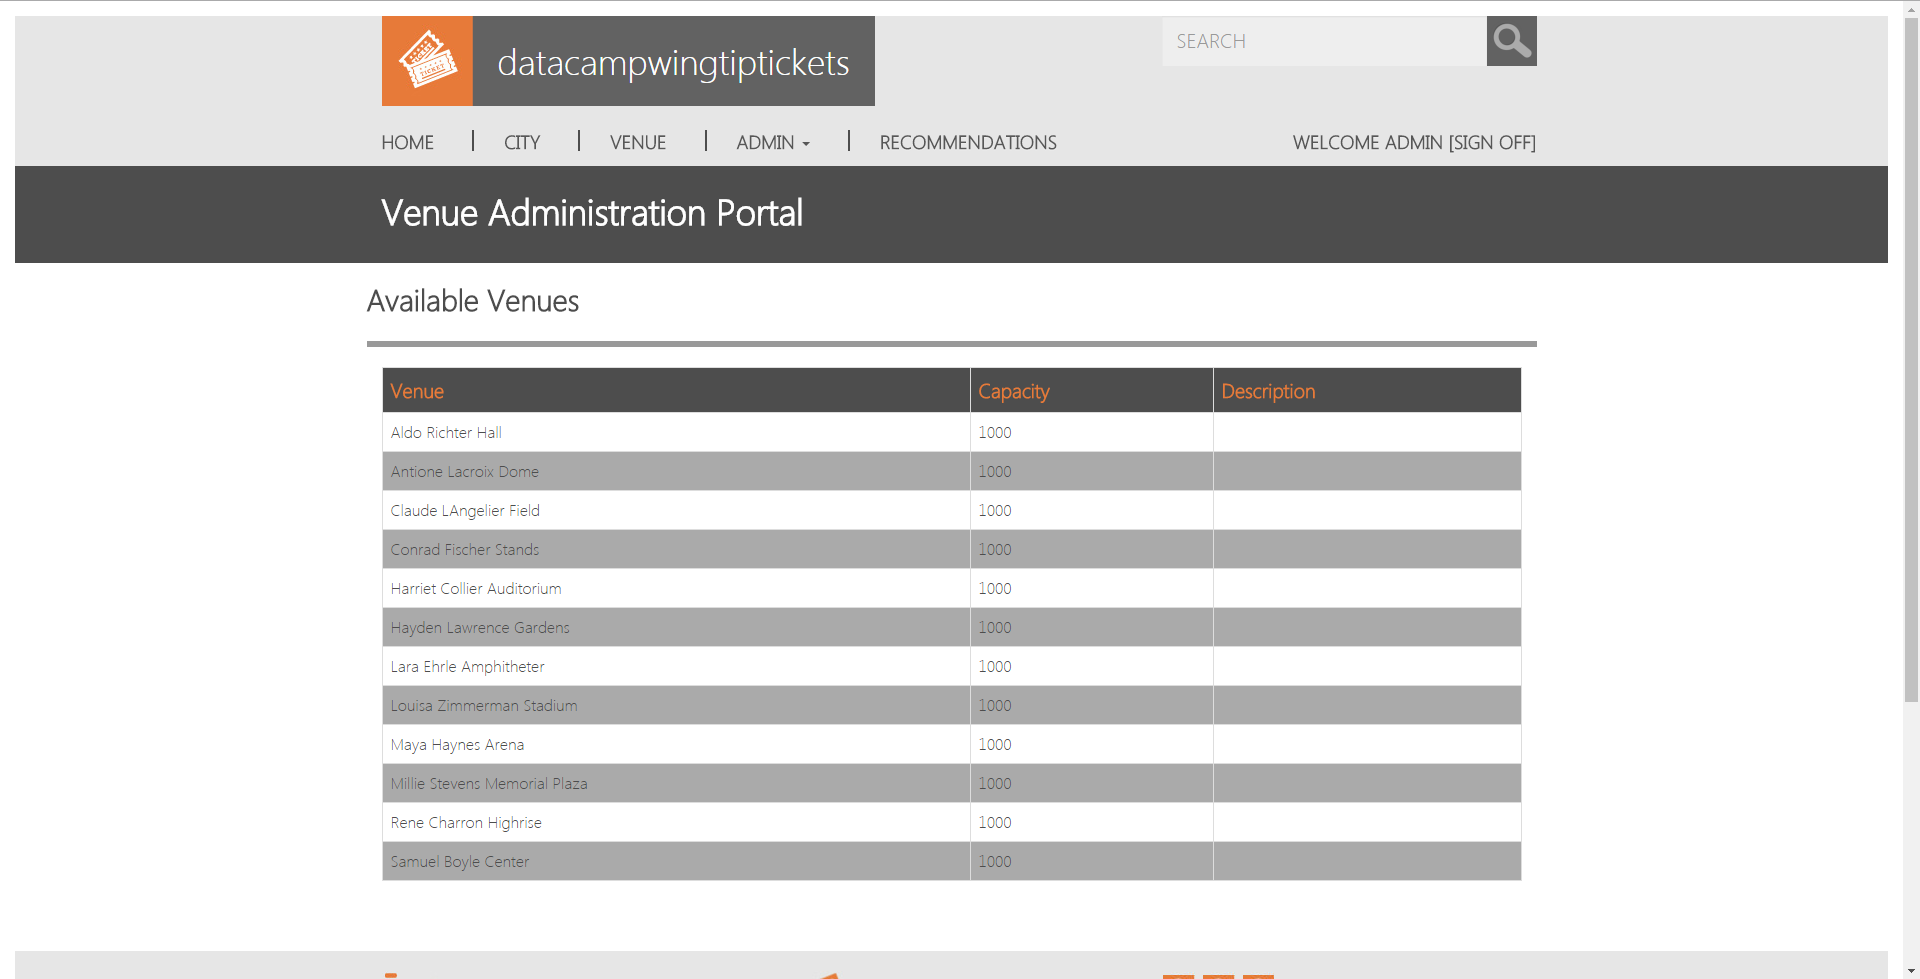 TICKET
TICKET
datacampwingtiptickets
SEARCH
HOME CITY VENUE ADMIN RECOMMENDATIONS WELCOME ADMIN [SIGN OFF]
Venue Administration Portal
Available Venues
Venue Capacity Description
Aldo Richter Hall 1000
Antione Lacroix Dome 1000
Claude LAngelier Field 1000
Conrad Fischer Stands 1000
Harriet Collier Auditorium 1000
Hayden Lawrence Gardens 1000
Lara Ehrle Amphitheter 1000
Louisa Zimmerman Stadium 1000
Maya Haynes Arena 1000
Millie Stevens Memorial Plaza 1000
Rene Charron Highrise 1000
Samuel Boyle Center 1000